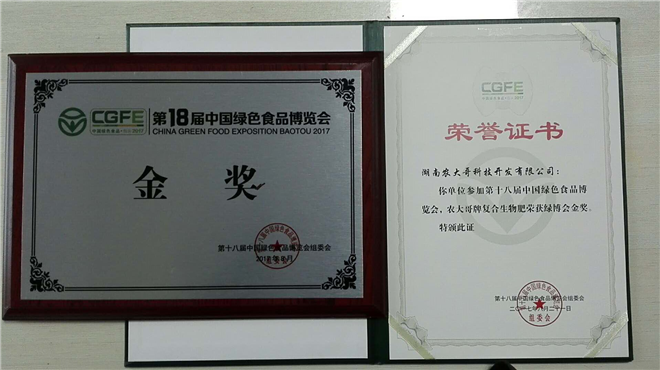 CGFE
第18届中国绿色食品博览会
CHINA GREEN FOOD EXPOSITION BAOTOU 2017
金奖
第十八届中国绿色食品博览会组委会
CGFE
荣誉证书
湖南农大哥科技开发有限公司:
你单位参加第十八届中国绿色食品博
览会,农大哥牌复合生物肥荣获绿博会金奖。
特颁此证
第十八届中国绿色食品博览会组委会
组委会